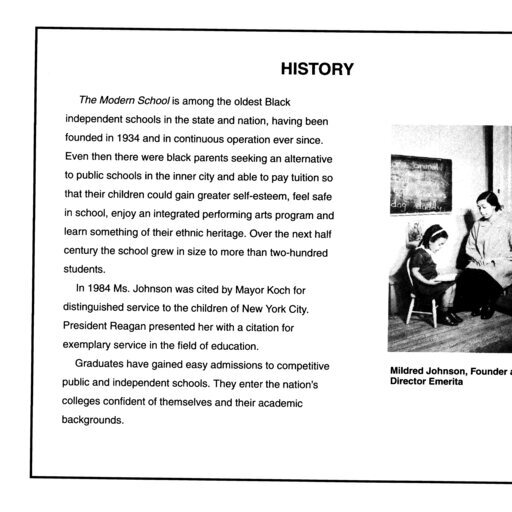 HISTORY
The Modern School is among the oldest Black
independent schools in the state and nation, having been
founded in 1934 and in continuous operation ever since.
Even then there were black parents seeking an alternative
to public schools in the inner city and able to pay tuition so
that their children could gain greater self-esteem, feel safe
in school, enjoy an integrated performing arts program and
learn something of their ethnic heritage. Over the next half
century the school grew in size to more than two-hundred
students.
In 1984 Ms. Johnson was cited by Mayor Koch for
distinguished service to the children of New York City.
President Reagan presented her with a citation for
exemplary service in the field of education.
Graduates have gained easy admissions to competitive
public and independent schools. They enter the nation's
colleges confident of themselves and their academic
backgrounds.
Mildred Johnson, Founder
Director Emerita